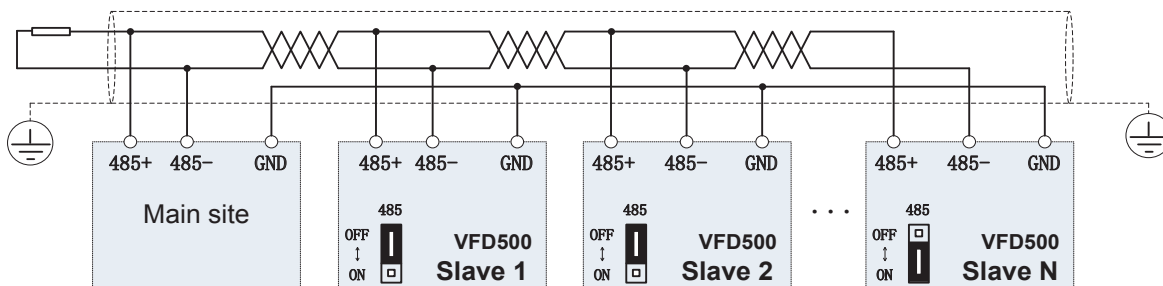 485+ 485- GND 485+ 485- GND 485+ 485- GND 485+ 485- GND
Main site
485
OFF
↕
ON
VFD500
Slave 1
485
OFF
↕
ON
VFD500
Slave 2
...
485
OFF
↕
ON
VFD500
Slave N